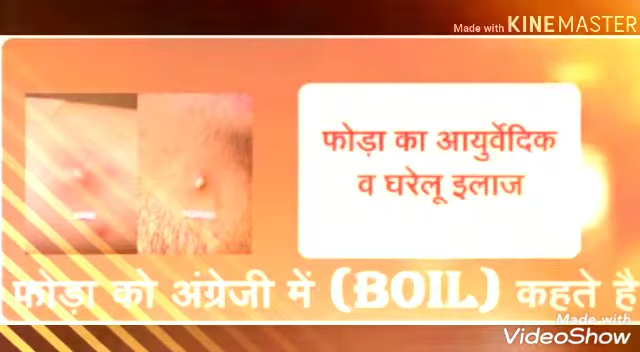 Made with KINEMASTER
फोड़ा का आयुर्वेदिक
व घरेलू इलाज
फोड़ा को अंग्रेजी में (BOIL) कहते है
Made with
VideoShow